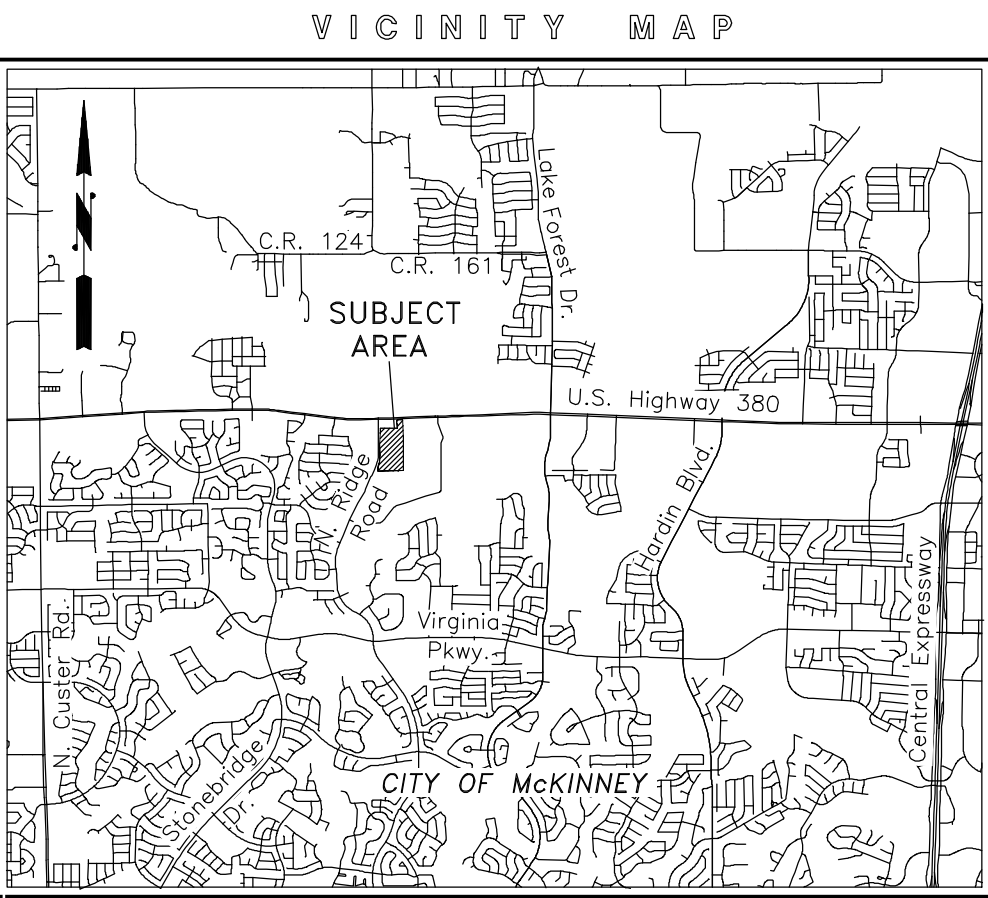 VICINITY MAP
Lake Forest Dr.
C.R. 124
C.R. 161
SUBJECT
AREA
U.S. Highway 380
N. Ridge
Road
Hardin Blvd.
Virginia
Pkwy.
N. Custer Rd.
Central Expressway
Stonebridge
Dr.
CITY OF McKINNEY
N